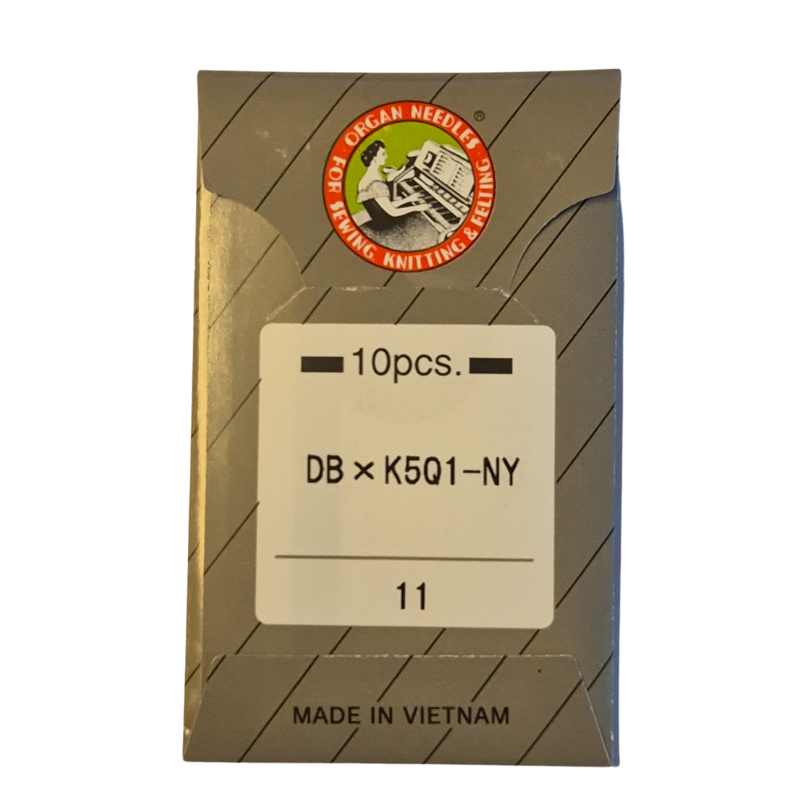 ORGAN NEEDLES
· FOR SEWING KNITTING & FELTING ·
®
10pcs.
DB × K5Q1-NY
11
MADE IN VIETNAM